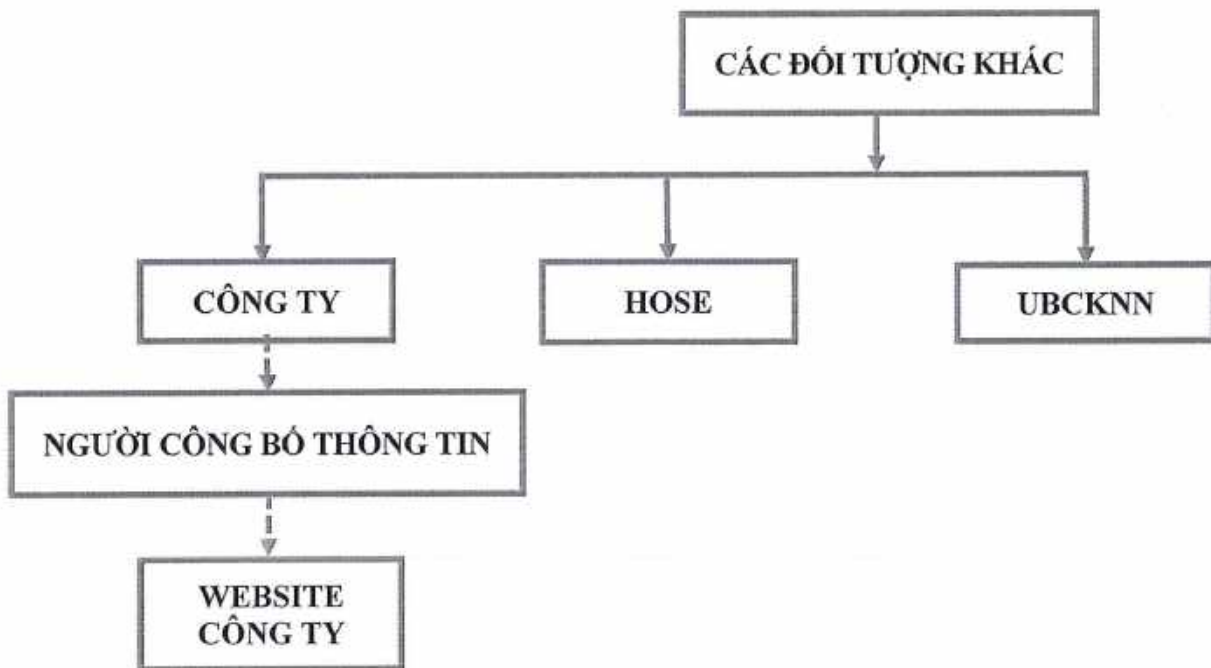 CÁC ĐỐI TƯỢNG KHÁC
CÔNG TY
HOSE
UBCKNN
NGƯỜI CÔNG BỐ THÔNG TIN
WEBSITE
CÔNG TY